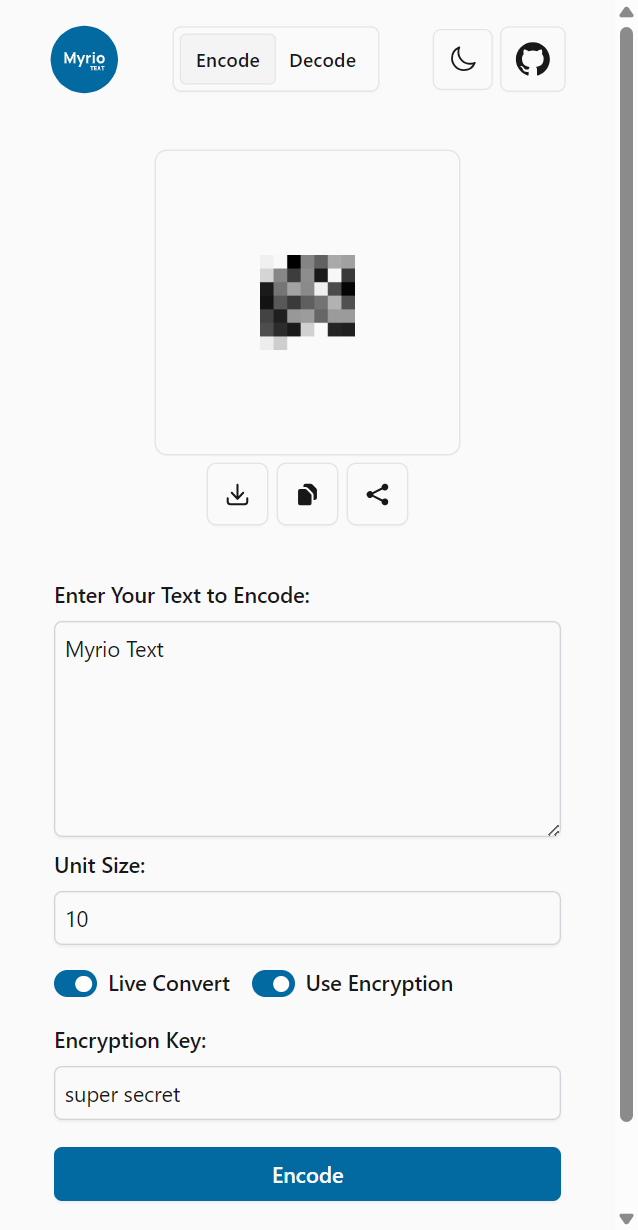 Myrio
TEXT
Encode Decode
Enter Your Text to Encode:
Myrio Text
Unit Size:
10
Live Convert Use Encryption
Encryption Key:
super secret
Encode